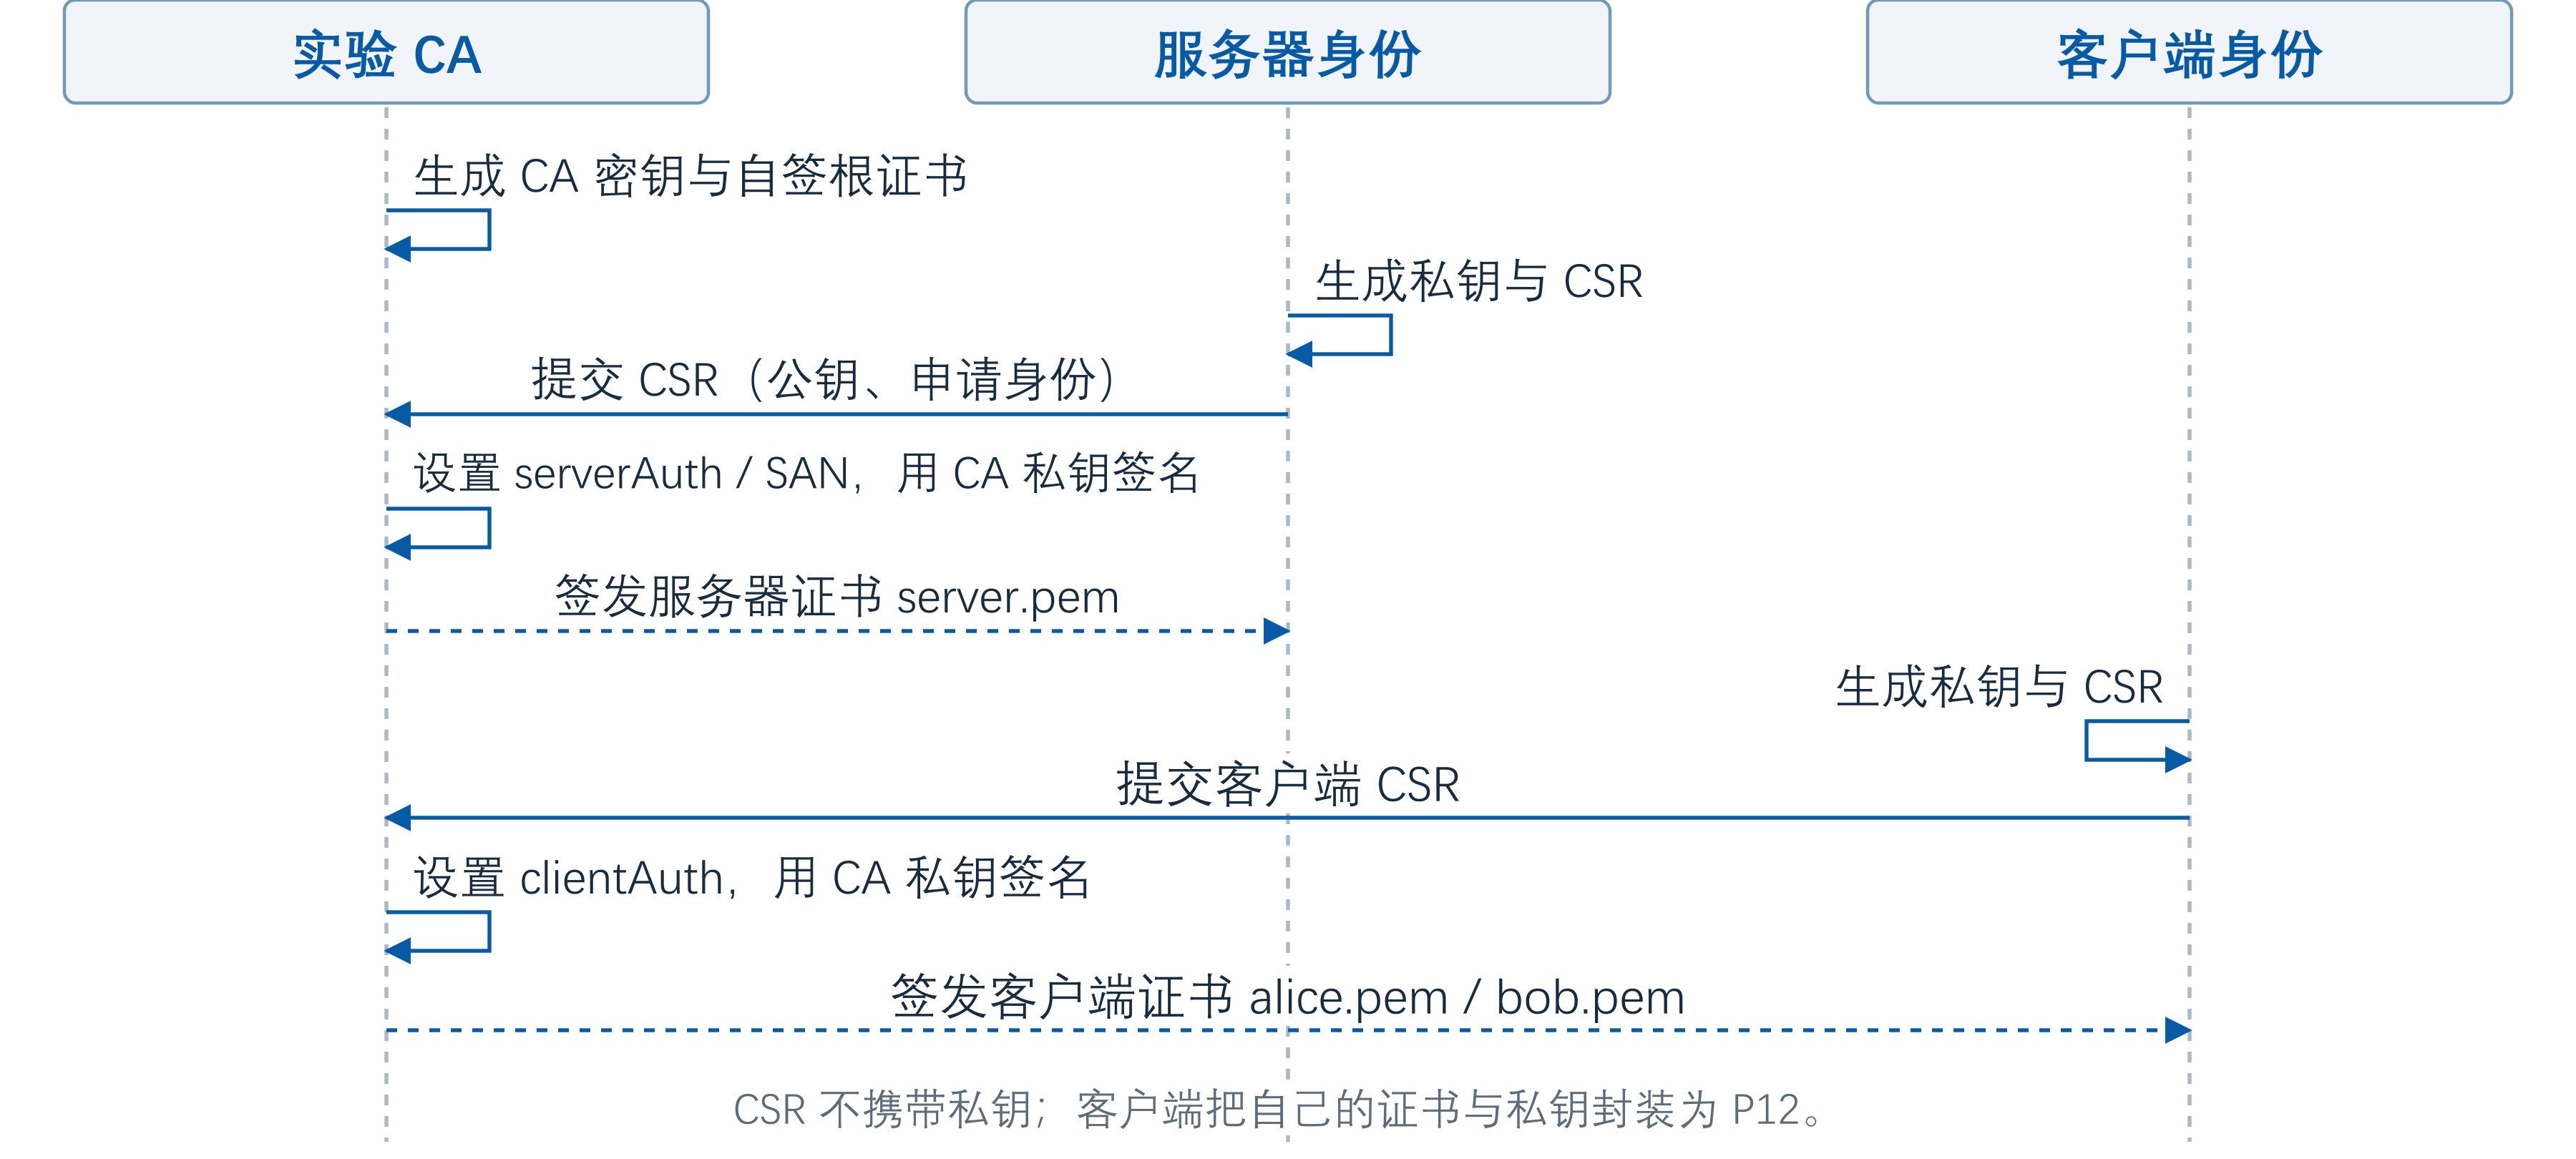 实验 CA
服务器身份
客户端身份
生成 CA 密钥与自签根证书
生成私钥与 CSR
提交 CSR（公钥、申请身份）
设置 serverAuth / SAN，用 CA 私钥签名
签发服务器证书 server.pem
生成私钥与 CSR
提交客户端 CSR
设置 clientAuth，用 CA 私钥签名
签发客户端证书 alice.pem / bob.pem
CSR 不携带私钥；客户端把自己的证书与私钥封装为 P12。